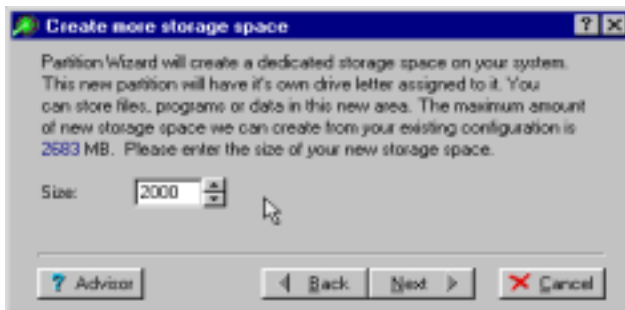 Create more storage space
Partition Wizard will create a dedicated storage space on your system.
This new partition will have it's own drive letter assigned to it. You
can store files, programs or data in this new area. The maximum amount
of new storage space we can create from your existing configuration is
2683 MB. Please enter the size of your new storage space.
Size: 2000
? Advisor Back Next Cancel